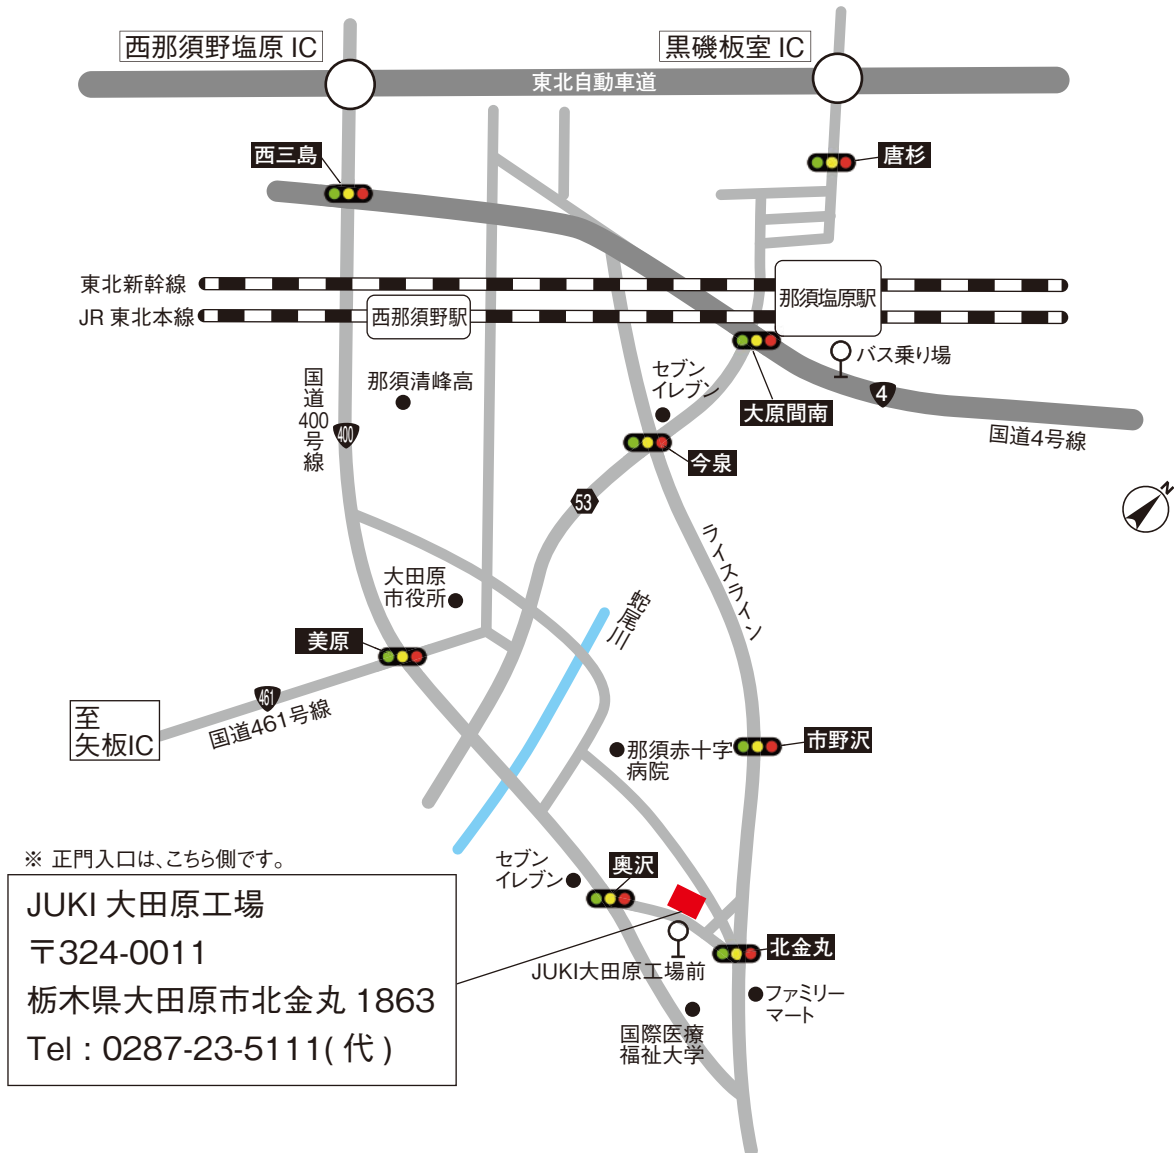 西那須野塩原 IC
黒磯板室 IC
東北自動車道
西三島
唐杉
東北新幹線
JR 東北本線
西那須野駅
那須塩原駅
バス乗り場
国道400号線
400
那須清峰高
セブン
イレブン
大原間南
4
国道4号線
今泉
53
N
ライスライン
大田原
市役所
蛇尾川
美原
461
国道461号線
至
矢板IC
市野沢
那須赤十字
病院
※ 正門入口は、こちら側です。
セブン
イレブン
奥沢
JUKI 大田原工場
〒324-0011
栃木県大田原市北金丸 1863
Tel : 0287-23-5111( 代 )
北金丸
JUKI大田原工場前
ファミリー
マート
国際医療
福祉大学